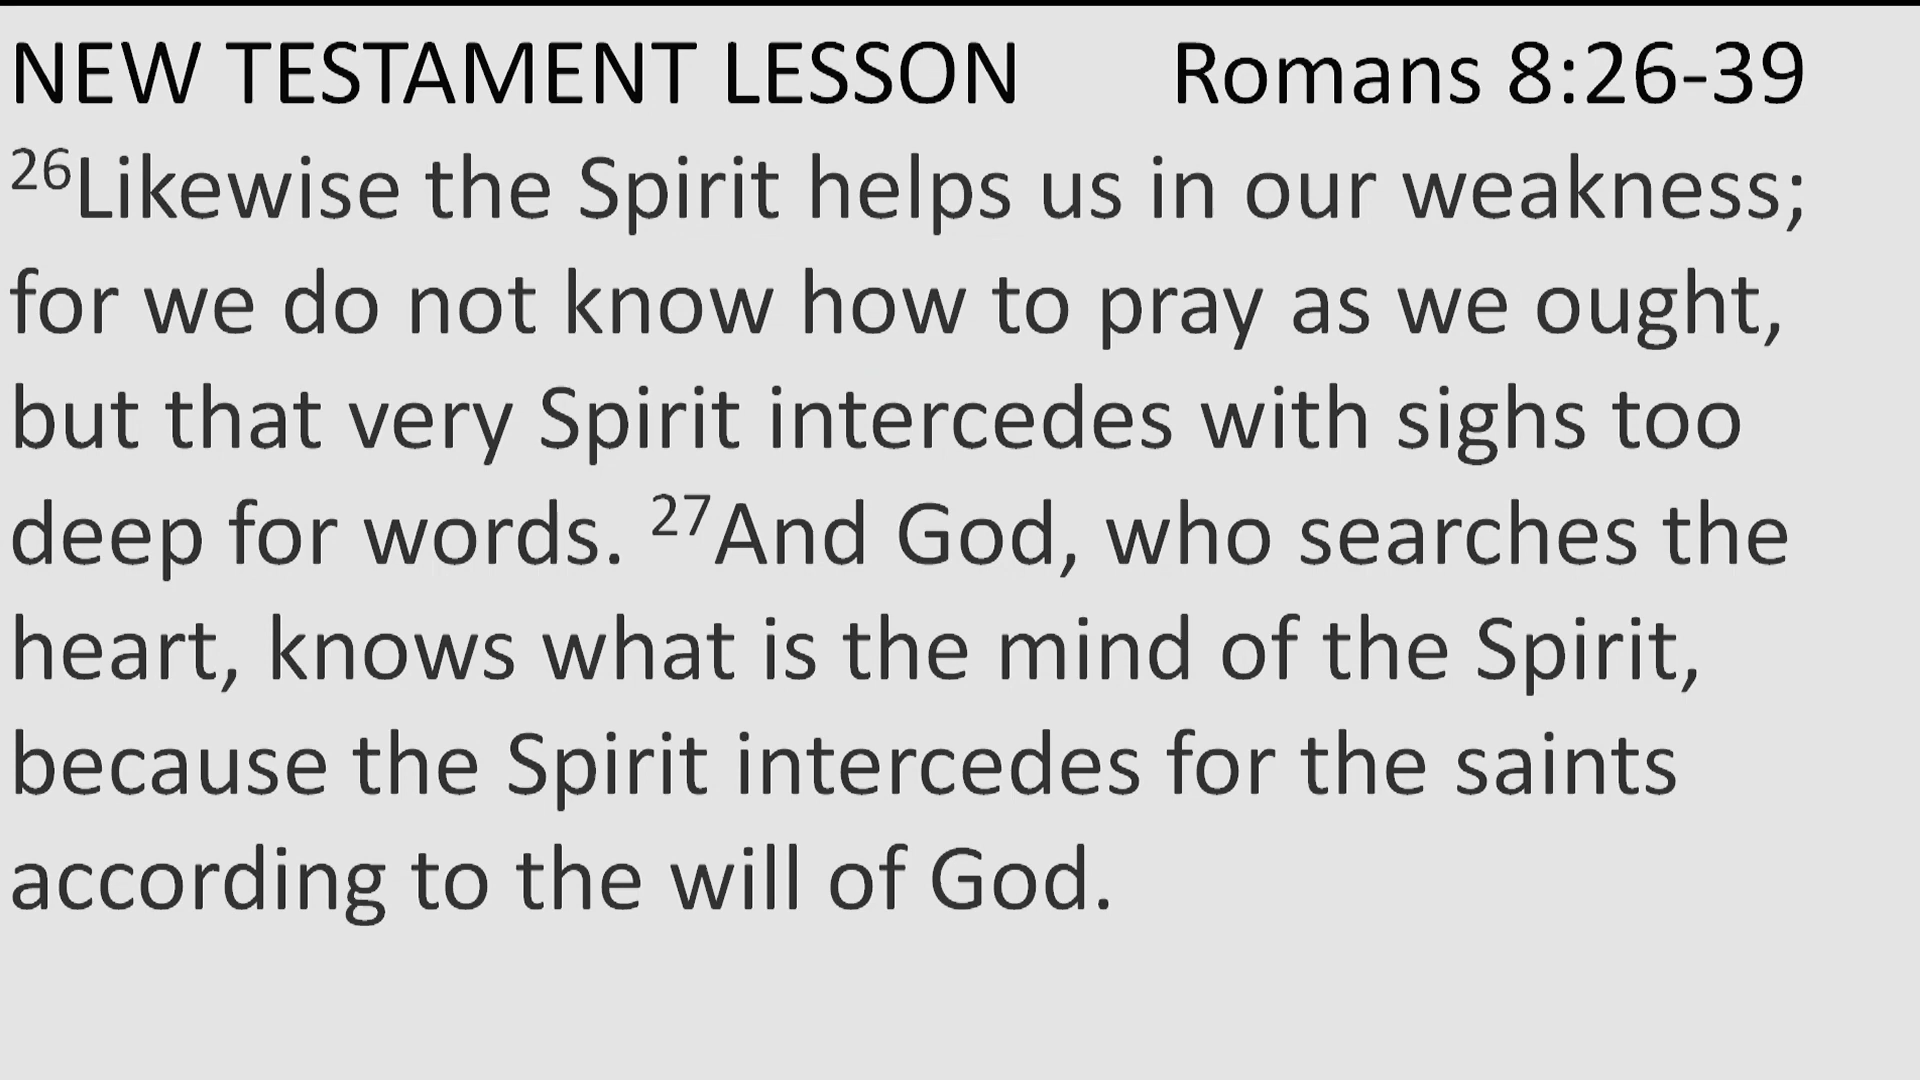 NEW TESTAMENT LESSON Romans 8:26-39
26Likewise the Spirit helps us in our weakness;
for we do not know how to pray as we ought,
but that very Spirit intercedes with sighs too
deep for words. 27And God, who searches the
heart, knows what is the mind of the Spirit,
because the Spirit intercedes for the saints
according to the will of God.